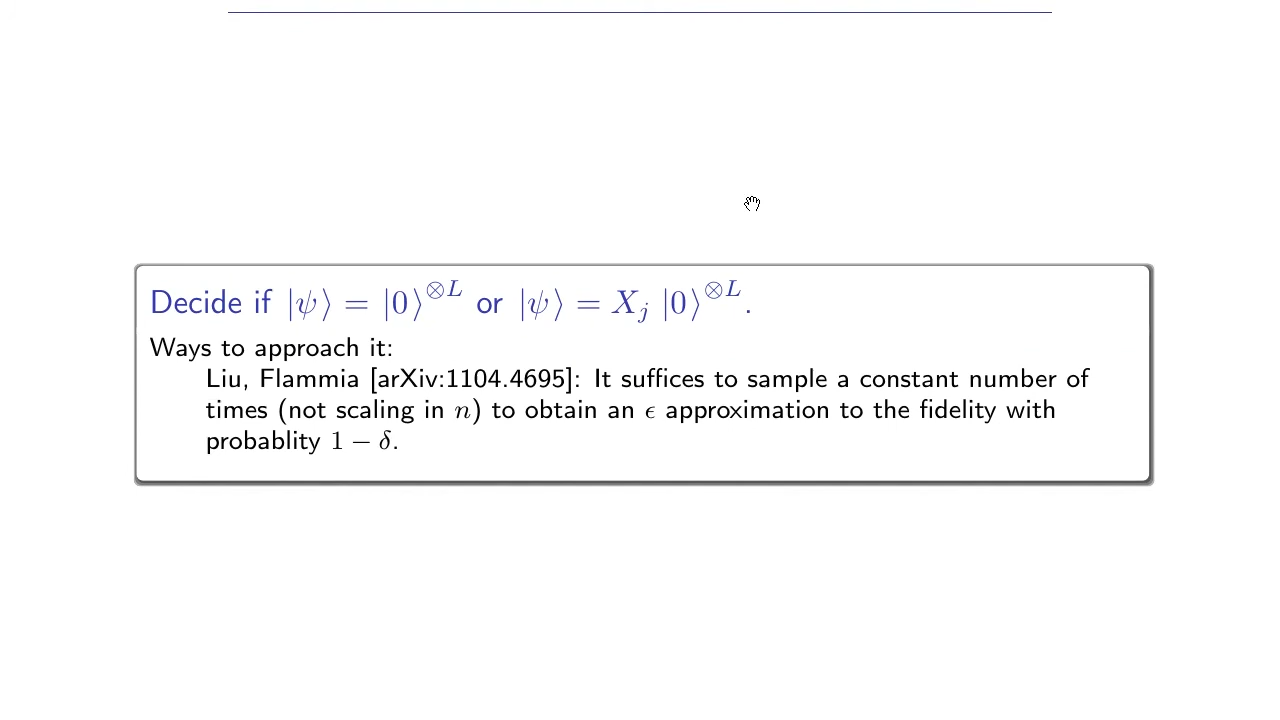 Decide if |ψ⟩ = |0⟩^{⊗L} or |ψ⟩ = X_j |0⟩^{⊗L}.
Ways to approach it:
Liu, Flammia [arXiv:1104.4695]: It suffices to sample a constant number of
times (not scaling in n) to obtain an ϵ approximation to the fidelity with
probablity 1 − δ.